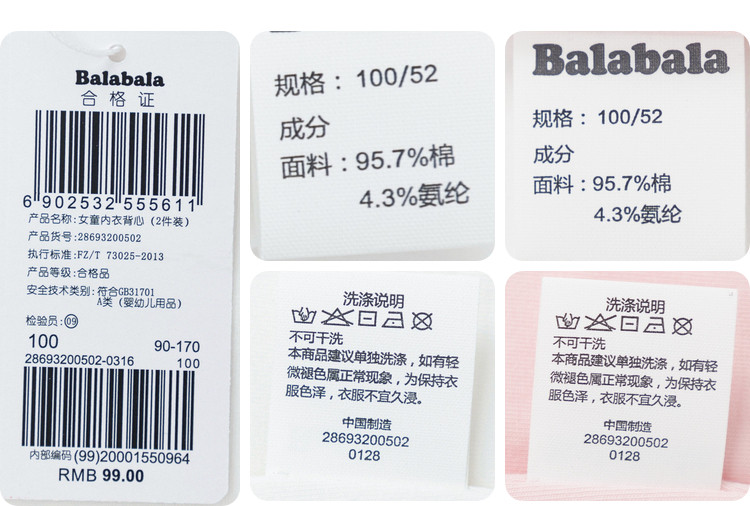 Balabala
合格证
6 902532 555611
产品名称:女童内衣背心（2件装）
产品货号:28693200502
执行标准:FZ/T 73025-2013
产品等级:合格品
安全技术类别:符合GB31701
A类（婴幼儿用品）
检验员:09
100 90-170
28693200502-0316 100
内部编码(99)20001550964
RMB 99.00
规格：100/52
成分
面料：95.7%棉
4.3%氨纶
Balabala
规格：100/52
成分
面料：95.7%棉
4.3%氨纶
洗涤说明
不可干洗
本商品建议单独洗涤，如有轻
微褪色属正常现象，为保持衣
服色泽，衣服不宜久浸。
中国制造
28693200502
0128
洗涤说明
不可干洗
本商品建议单独洗涤，如有轻
微褪色属正常现象，为保持衣
服色泽，衣服不宜久浸。
中国制造
28693200502
0128